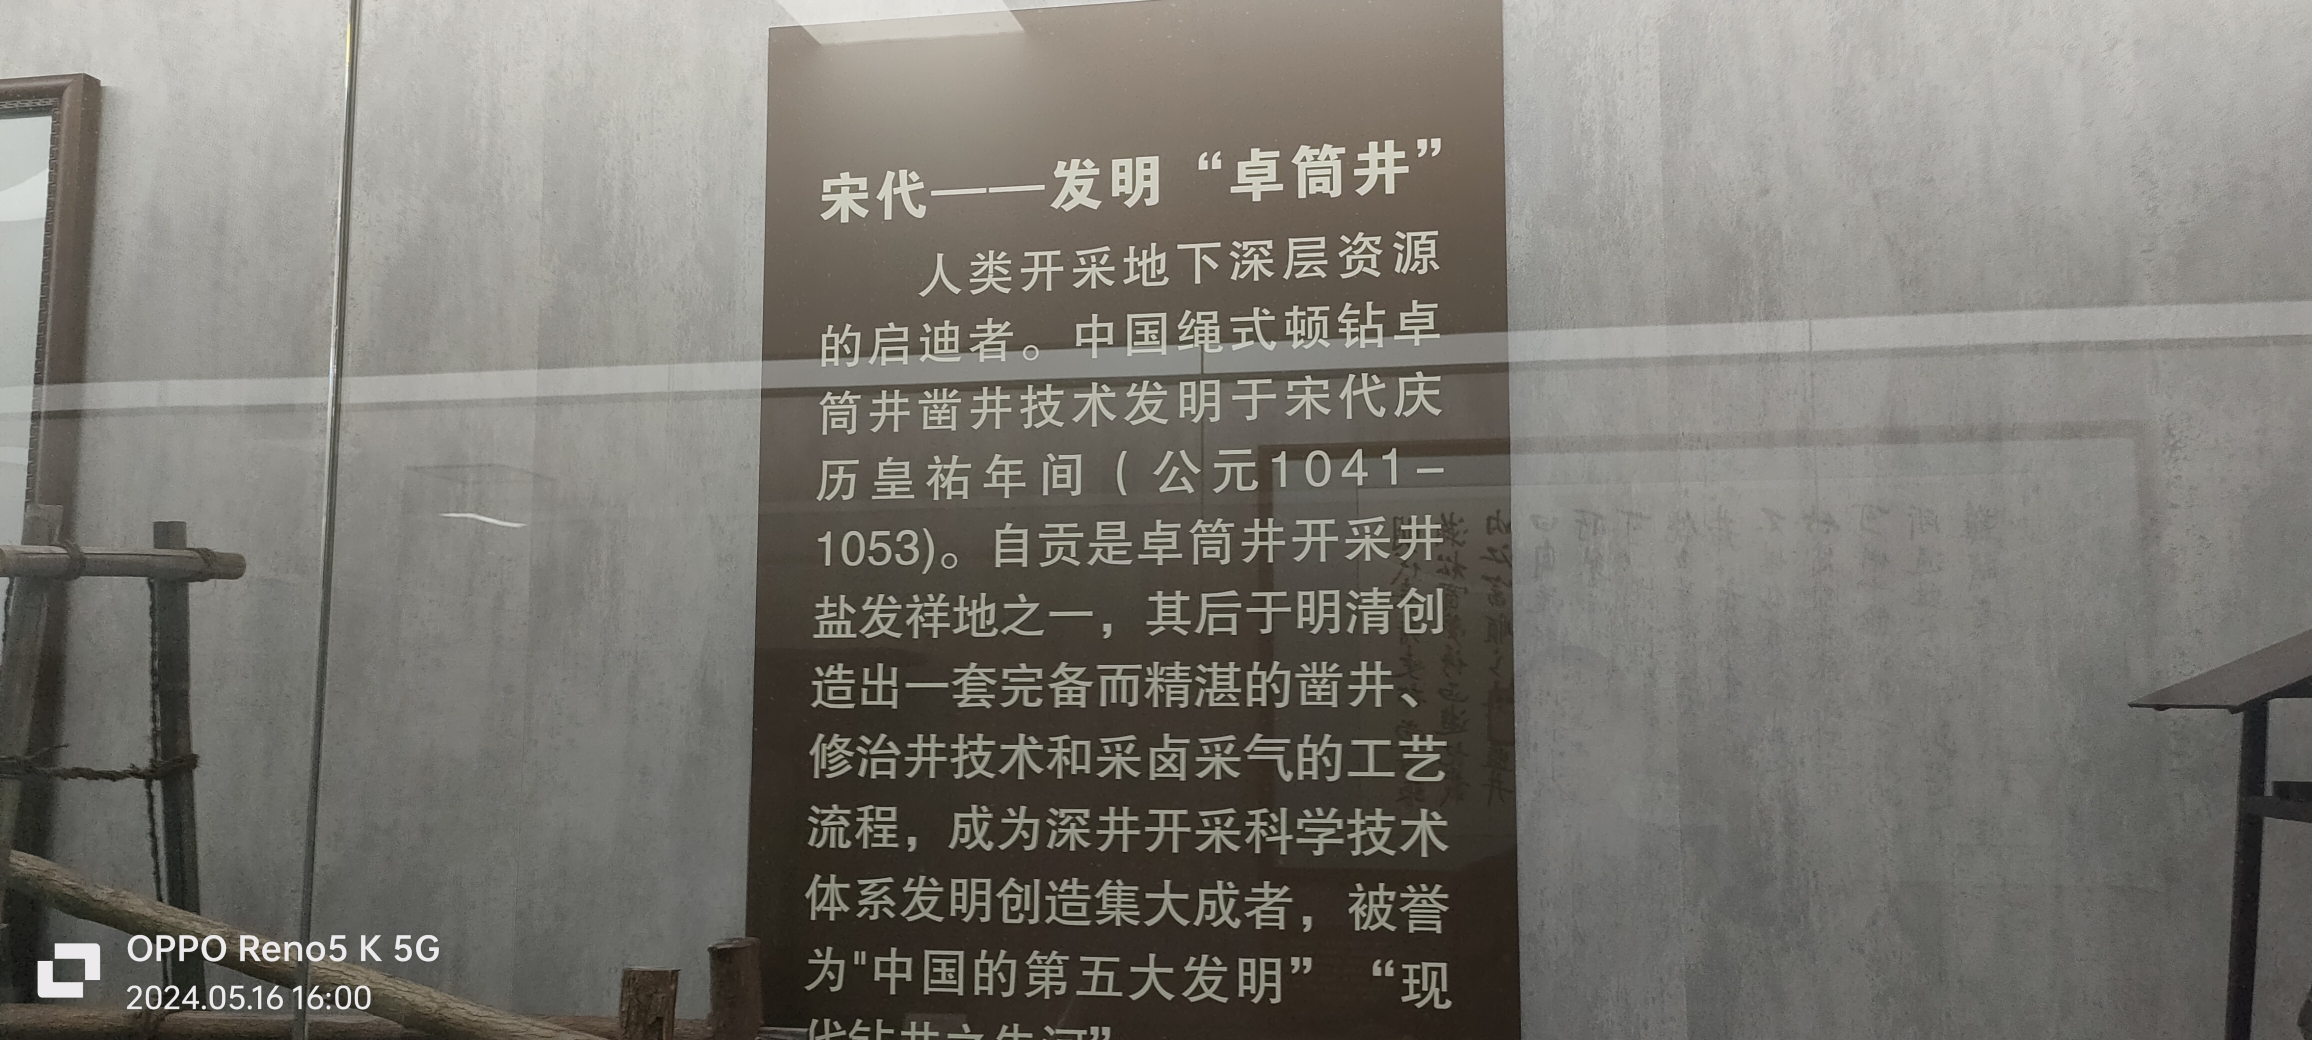 宋代——发明“卓筒井”
人类开采地下深层资源
的启迪者。中国绳式顿钻卓
筒井凿井技术发明于宋代庆
历皇祐年间（公元1041–
1053)。自贡是卓筒井开采井
盐发祥地之一，其后于明清创
造出一套完备而精湛的凿井、
修治井技术和采卤采气的工艺
流程，成为深井开采科学技术
体系发明创造集大成者，被誉
为"中国的第五大发明” “现
代钻井之先河”
OPPO Reno5 K 5G
2024.05.16 16:00